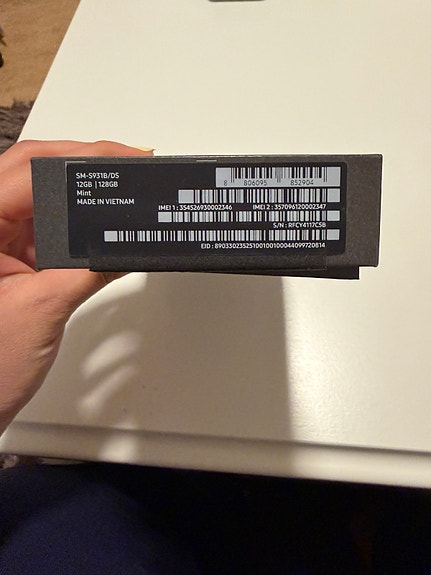 SM-S931B/DS
12GB | 128GB
Mint
MADE IN VIETNAM
8 806095 852904
IMEI 1 : 354526930002346 IMEI 2 : 357096120002347
S/N : RFCY4117C5B
EID : 89033023525100100100044099720814